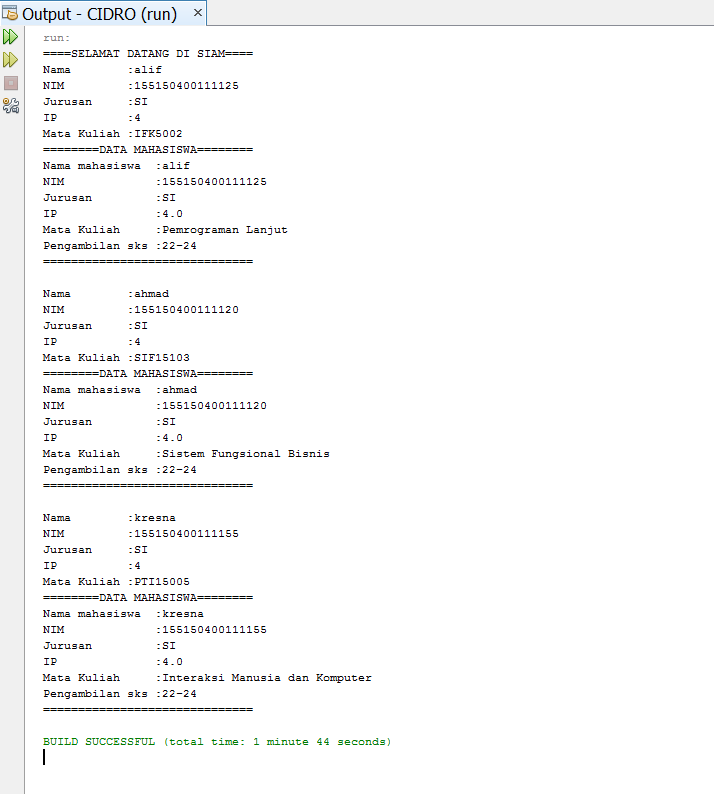 Output - CIDRO (run) ×
run:
====SELAMAT DATANG DI SIAM====
Nama        :alif
NIM         :155150400111125
Jurusan     :SI
IP          :4
Mata Kuliah :IFK5002
========DATA MAHASISWA========
Nama mahasiswa  :alif
NIM             :155150400111125
Jurusan         :SI
IP              :4.0
Mata Kuliah     :Pemrograman Lanjut
Pengambilan sks :22-24
==============================
Nama        :ahmad
NIM         :155150400111120
Jurusan     :SI
IP          :4
Mata Kuliah :SIF15103
========DATA MAHASISWA========
Nama mahasiswa  :ahmad
NIM             :155150400111120
Jurusan         :SI
IP              :4.0
Mata Kuliah     :Sistem Fungsional Bisnis
Pengambilan sks :22-24
==============================
Nama        :kresna
NIM         :155150400111155
Jurusan     :SI
IP          :4
Mata Kuliah :PTI15005
========DATA MAHASISWA========
Nama mahasiswa  :kresna
NIM             :155150400111155
Jurusan         :SI
IP              :4.0
Mata Kuliah     :Interaksi Manusia dan Komputer
Pengambilan sks :22-24
==============================
BUILD SUCCESSFUL (total time: 1 minute 44 seconds)